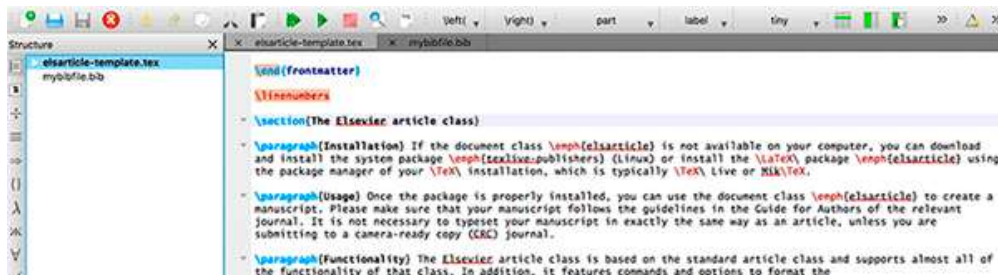 \left( \right) part label tiny
Structure
elsarticle-template.tex mybibfile.bib
elsarticle-template.tex
mybibfile.bib
\end{frontmatter}
\linenumbers
\section{The Elsevier article class}
\paragraph{Installation} If the document class \emph{elsarticle} is not available on your computer, you can download
and install the system package \emph{texlive-publishers} (Linux) or install the \LaTeX\ package \emph{elsarticle} using
the package manager of your \TeX\ installation, which is typically \TeX\ Live or Mik\TeX.
\paragraph{Usage} Once the package is properly installed, you can use the document class \emph{elsarticle} to create a
manuscript. Please make sure that your manuscript follows the guidelines in the Guide for Authors of the relevant
journal. It is not necessary to typeset your manuscript in exactly the same way as an article, unless you are
submitting to a camera-ready copy (CRC) journal.
\paragraph{Functionality} The Elsevier article class is based on the standard article class and supports almost all of
the functionality of that class. In addition, it features commands and options to format the